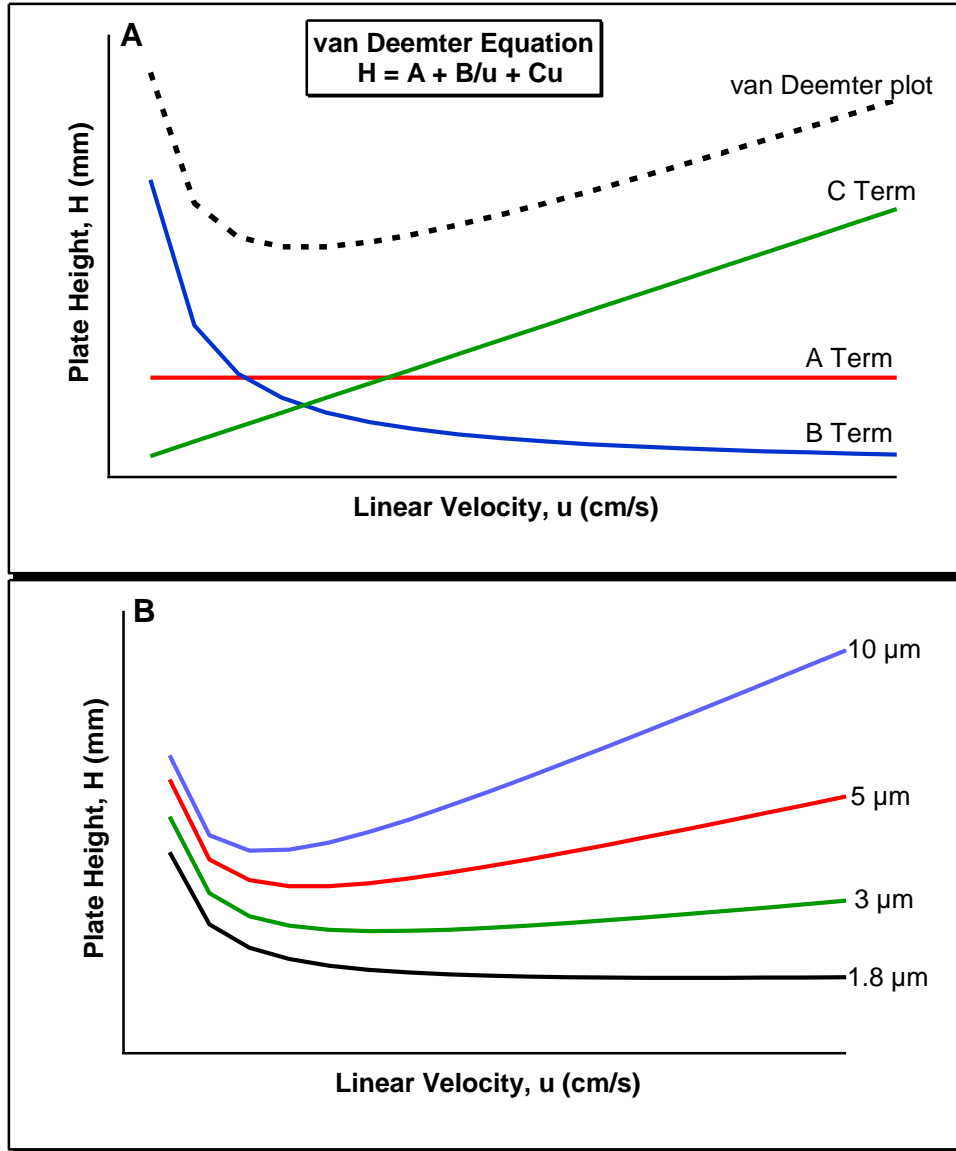 A
van Deemter Equation
H = A + B/u + Cu
van Deemter plot
C Term
A Term
B Term
Plate Height, H (mm)
Linear Velocity, u (cm/s)
B
10 µm
5 µm
3 µm
1.8 µm
Plate Height, H (mm)
Linear Velocity, u (cm/s)